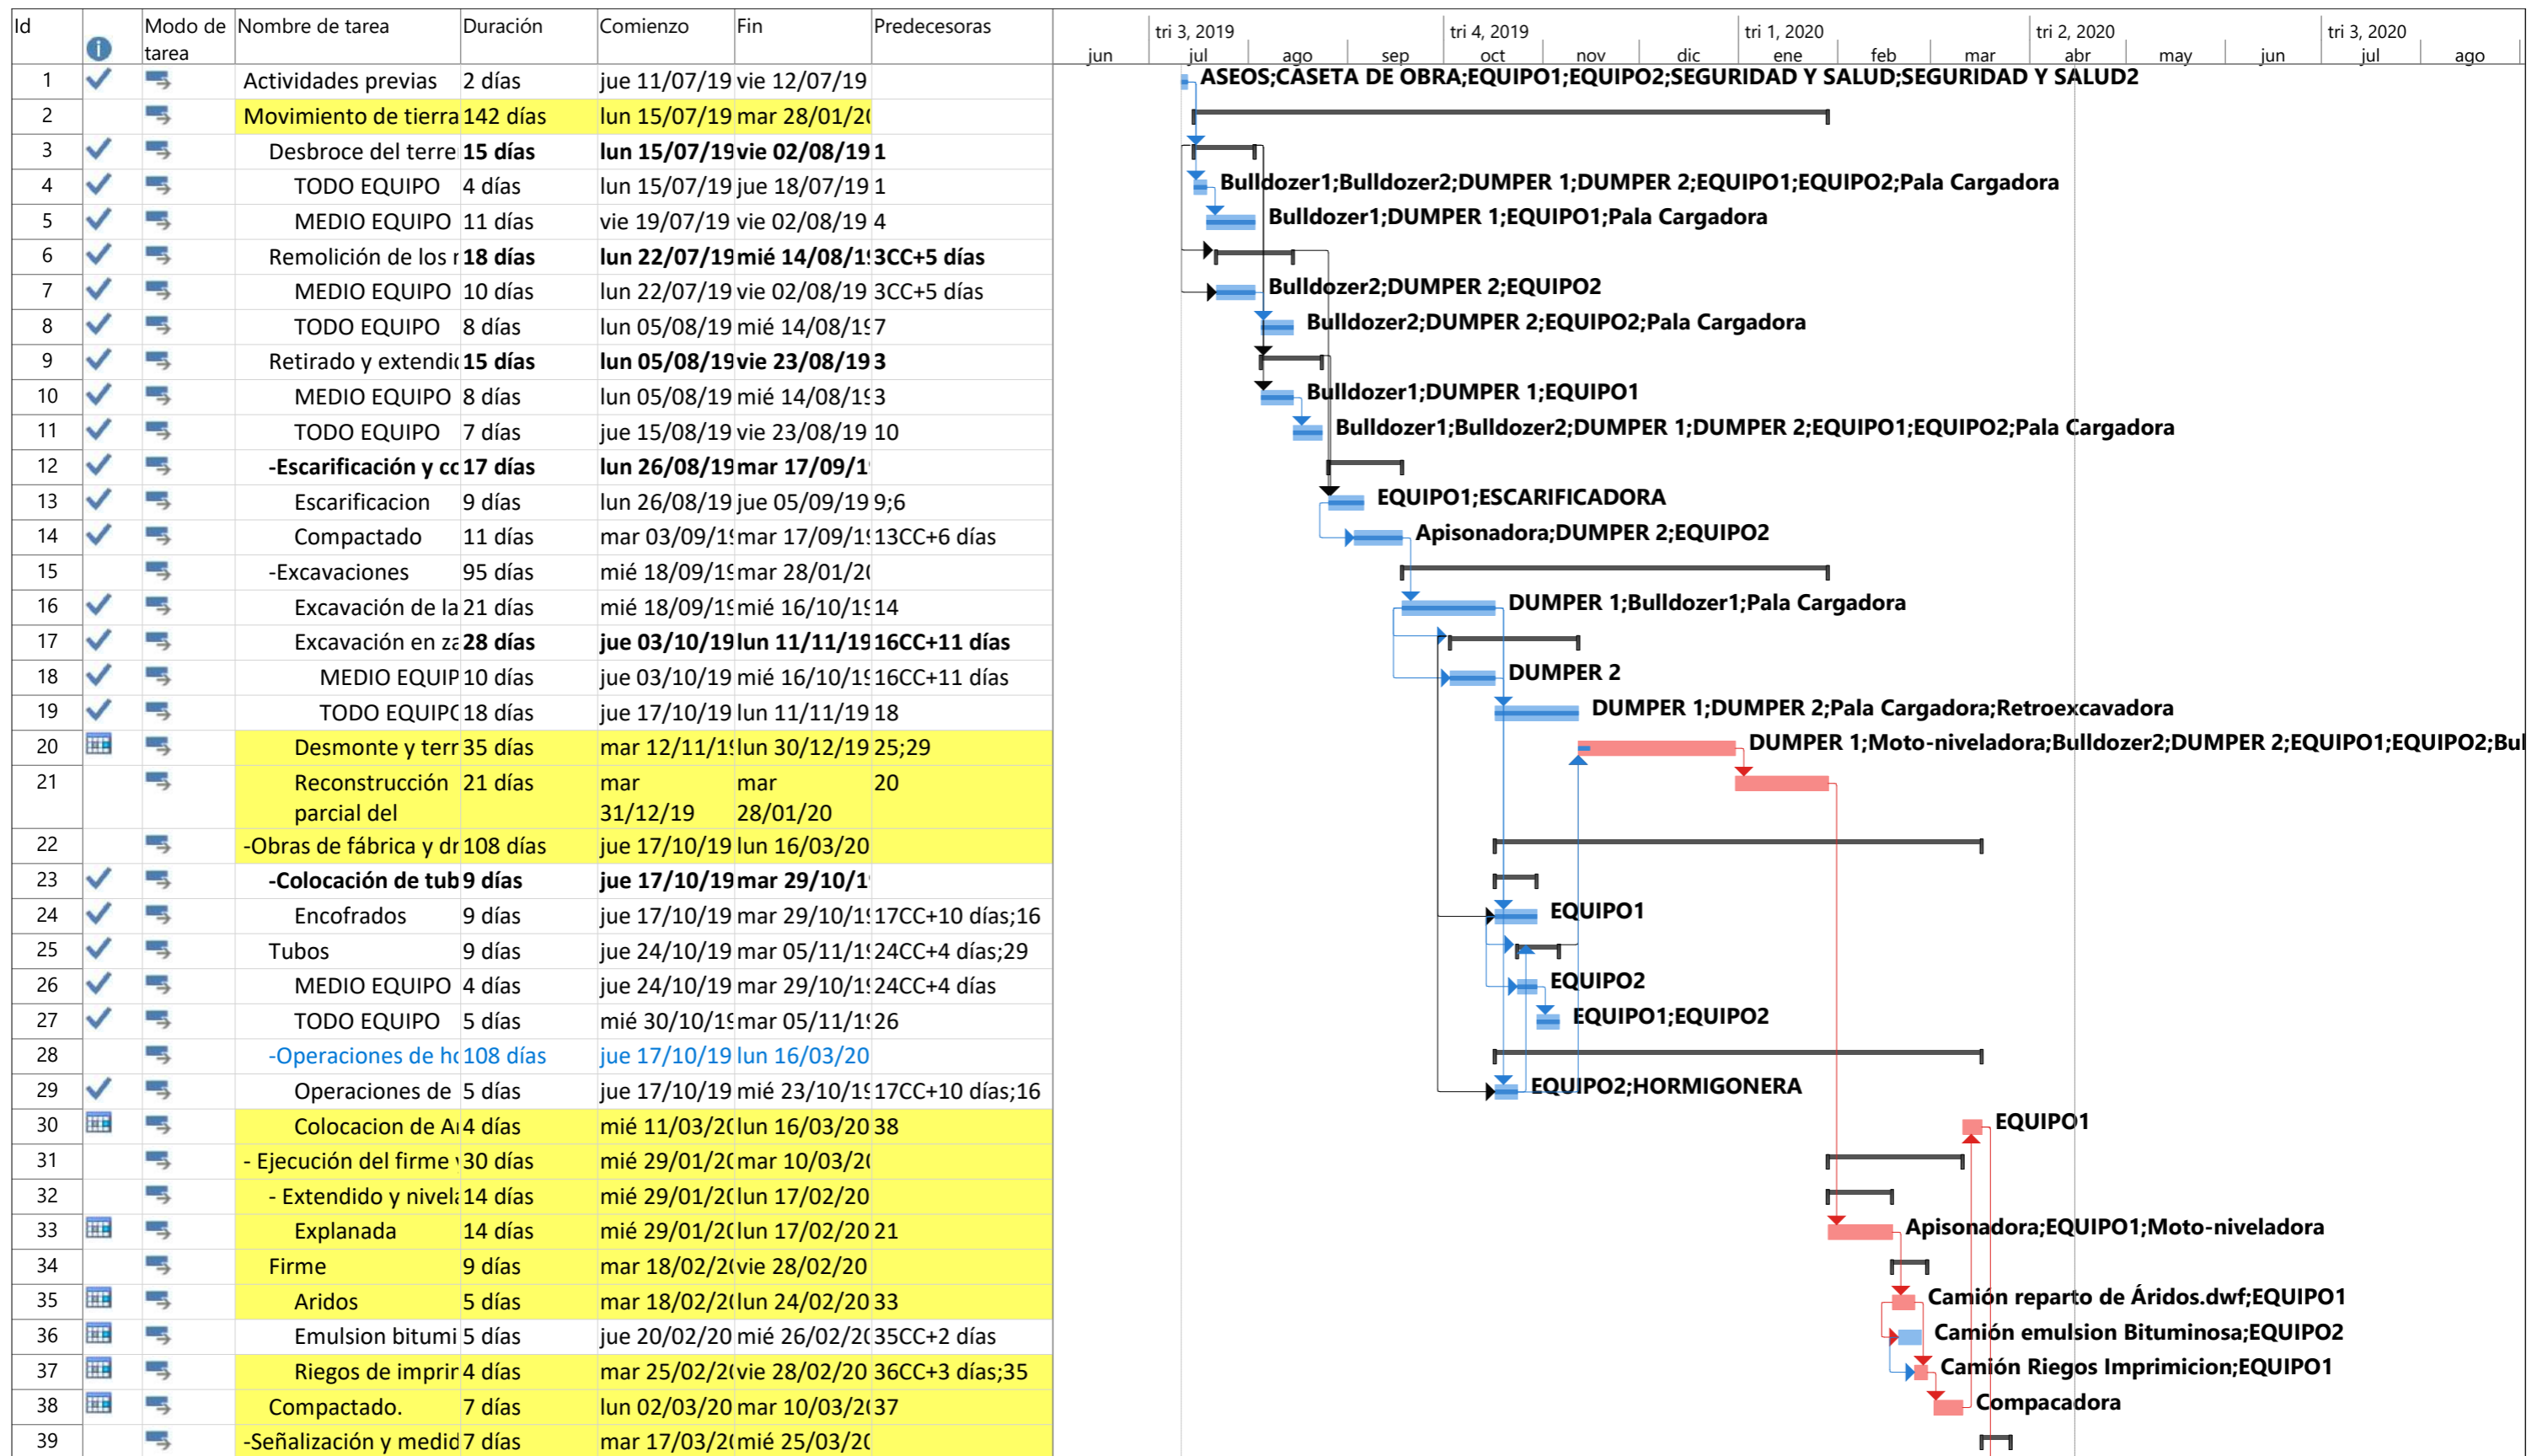 Id Modo de tarea Nombre de tarea Duración Comienzo Fin Predecesoras
tri 3, 2019 tri 4, 2019 tri 1, 2020 tri 2, 2020 tri 3, 2020
jun jul ago sep oct nov dic ene feb mar abr may jun jul ago
1 Actividades previas 2 días jue 11/07/19 vie 12/07/19 ASEOS;CASETA DE OBRA;EQUIPO1;EQUIPO2;SEGURIDAD Y SALUD;SEGURIDAD Y SALUD2
2 Movimiento de tierra 142 días lun 15/07/19 mar 28/01/20
3 Desbroce del terre 15 días lun 15/07/19 vie 02/08/19 1
4 TODO EQUIPO 4 días lun 15/07/19 jue 18/07/19 1 Bulldozer1;Bulldozer2;DUMPER 1;DUMPER 2;EQUIPO1;EQUIPO2;Pala Cargadora
5 MEDIO EQUIPO 11 días vie 19/07/19 vie 02/08/19 4 Bulldozer1;DUMPER 1;EQUIPO1;Pala Cargadora
6 Remolición de los r 18 días lun 22/07/19 mié 14/08/19 3CC+5 días
7 MEDIO EQUIPO 10 días lun 22/07/19 vie 02/08/19 3CC+5 días Bulldozer2;DUMPER 2;EQUIPO2
8 TODO EQUIPO 8 días lun 05/08/19 mié 14/08/19 7 Bulldozer2;DUMPER 2;EQUIPO2;Pala Cargadora
9 Retirado y extendic 15 días lun 05/08/19 vie 23/08/19 3
10 MEDIO EQUIPO 8 días lun 05/08/19 mié 14/08/19 3 Bulldozer1;DUMPER 1;EQUIPO1
11 TODO EQUIPO 7 días jue 15/08/19 vie 23/08/19 10 Bulldozer1;Bulldozer2;DUMPER 1;DUMPER 2;EQUIPO1;EQUIPO2;Pala Cargadora
12 -Escarificación y cc 17 días lun 26/08/19 mar 17/09/1
13 Escarificacion 9 días lun 26/08/19 jue 05/09/19 9;6 EQUIPO1;ESCARIFICADORA
14 Compactado 11 días mar 03/09/19 mar 17/09/19 13CC+6 días Apisonadora;DUMPER 2;EQUIPO2
15 -Excavaciones 95 días mié 18/09/19 mar 28/01/20
16 Excavación de la 21 días mié 18/09/19 mié 16/10/19 14 DUMPER 1;Bulldozer1;Pala Cargadora
17 Excavación en za 28 días jue 03/10/19 lun 11/11/19 16CC+11 días
18 MEDIO EQUIP 10 días jue 03/10/19 mié 16/10/19 16CC+11 días DUMPER 2
19 TODO EQUIPO 18 días jue 17/10/19 lun 11/11/19 18 DUMPER 1;DUMPER 2;Pala Cargadora;Retroexcavadora
20 Desmonte y terr 35 días mar 12/11/19 lun 30/12/19 25;29 DUMPER 1;Moto-niveladora;Bulldozer2;DUMPER 2;EQUIPO1;EQUIPO2;Bul
21 Reconstrucción parcial del 21 días mar 31/12/19 mar 28/01/20 20
22 -Obras de fábrica y dr 108 días jue 17/10/19 lun 16/03/20
23 -Colocación de tub 9 días jue 17/10/19 mar 29/10/1
24 Encofrados 9 días jue 17/10/19 mar 29/10/19 17CC+10 días;16 EQUIPO1
25 Tubos 9 días jue 24/10/19 mar 05/11/19 24CC+4 días;29
26 MEDIO EQUIPO 4 días jue 24/10/19 mar 29/10/19 24CC+4 días EQUIPO2
27 TODO EQUIPO 5 días mié 30/10/19 mar 05/11/19 26 EQUIPO1;EQUIPO2
28 -Operaciones de ho 108 días jue 17/10/19 lun 16/03/20
29 Operaciones de 5 días jue 17/10/19 mié 23/10/19 17CC+10 días;16 EQUIPO2;HORMIGONERA
30 Colocacion de Ar 4 días mié 11/03/20 lun 16/03/20 38 EQUIPO1
31 - Ejecución del firme y 30 días mié 29/01/20 mar 10/03/20
32 - Extendido y nivela 14 días mié 29/01/20 lun 17/02/20
33 Explanada 14 días mié 29/01/20 lun 17/02/20 21 Apisonadora;EQUIPO1;Moto-niveladora
34 Firme 9 días mar 18/02/20 vie 28/02/20
35 Aridos 5 días mar 18/02/20 lun 24/02/20 33 Camión reparto de Áridos.dwf;EQUIPO1
36 Emulsion bitumi 5 días jue 20/02/20 mié 26/02/20 35CC+2 días Camión emulsion Bituminosa;EQUIPO2
37 Riegos de imprir 4 días mar 25/02/20 vie 28/02/20 36CC+3 días;35 Camión Riegos Imprimicion;EQUIPO1
38 Compactado. 7 días lun 02/03/20 mar 10/03/20 37 Compacadora
39 -Señalización y medid 7 días mar 17/03/20 mié 25/03/20